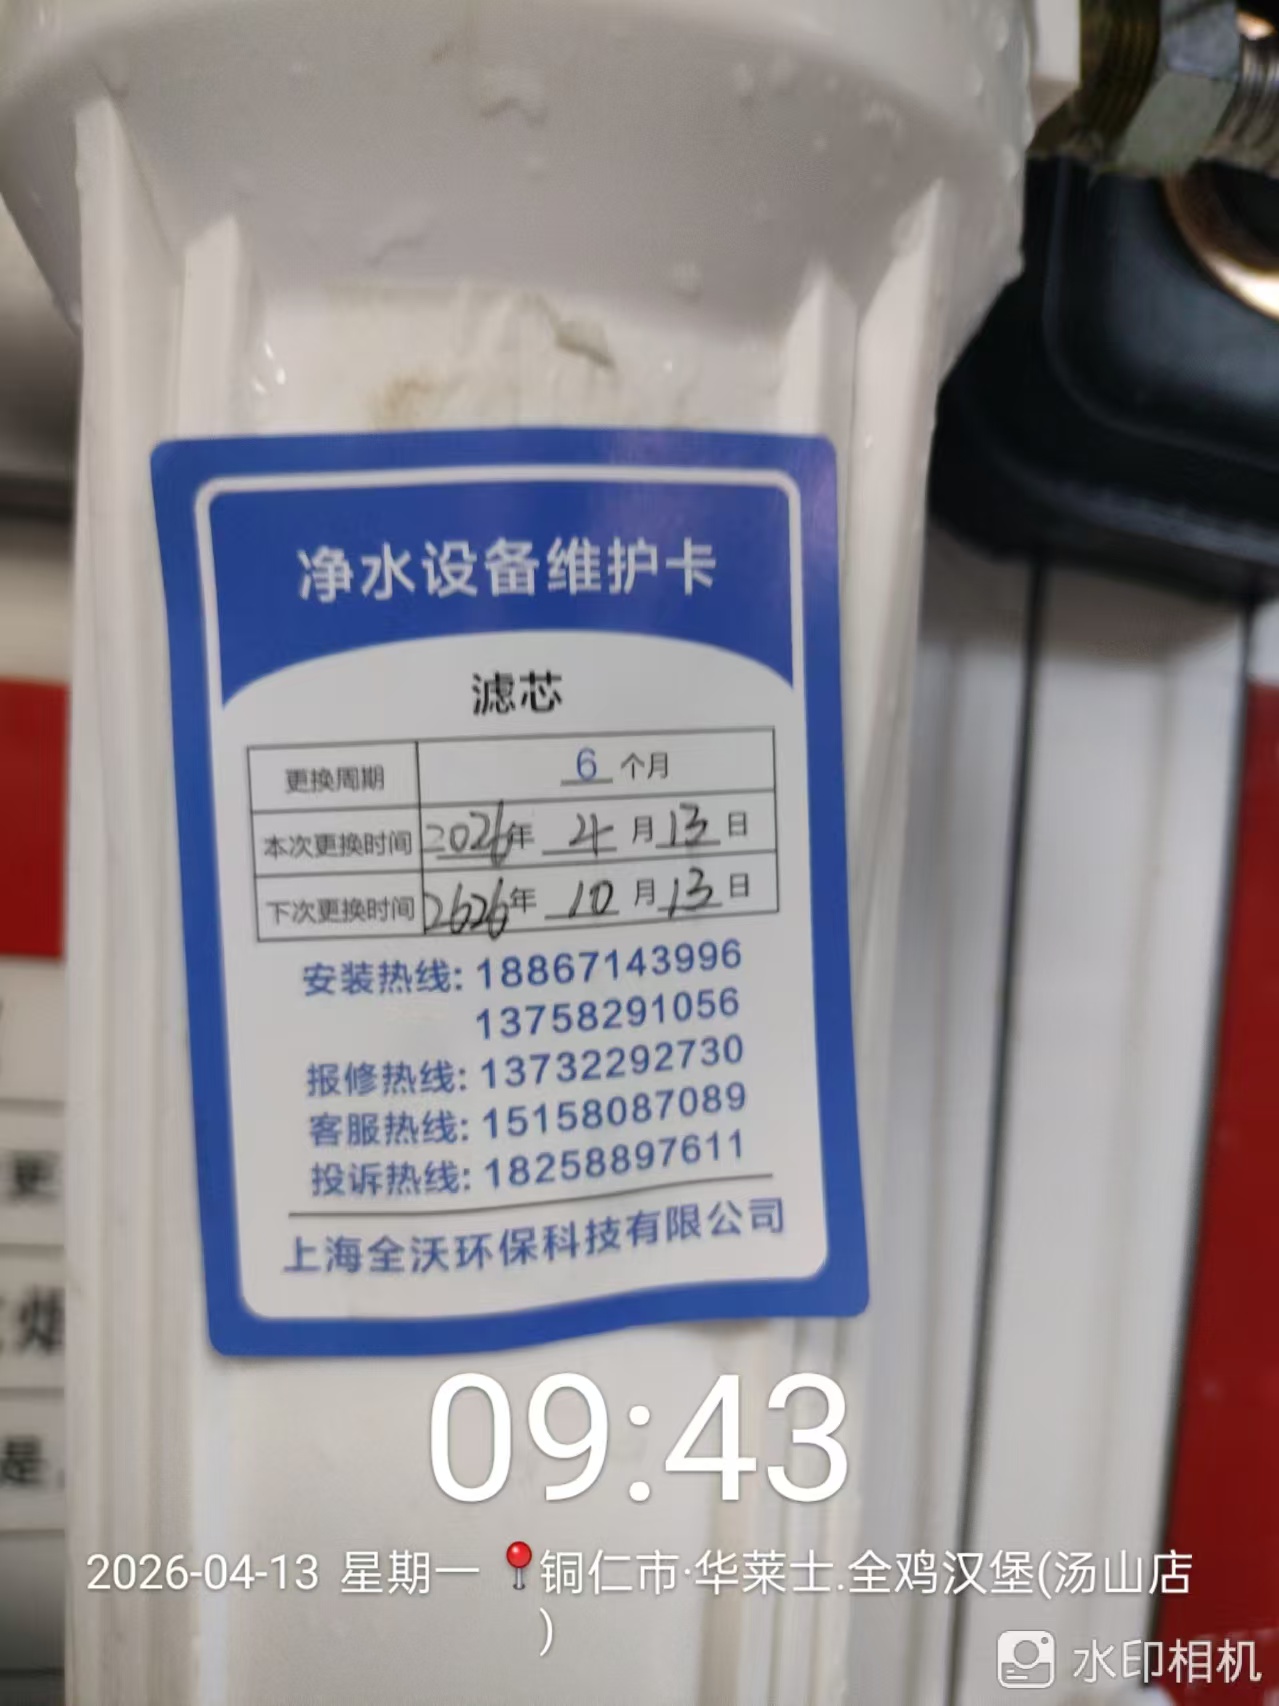 净水设备维护卡
滤芯
更换周期 6 个月
本次更换时间 2026年 4 月 13 日
下次更换时间 2626年 10 月 13 日
安装热线: 18867143996
13758291056
报修热线: 13732292730
客服热线: 15158087089
投诉热线: 18258897611
上海全沃环保科技有限公司
更
是
09:43
2026-04-13 星期一 📍铜仁市·华莱士.全鸡汉堡(汤山店
)
水印相机